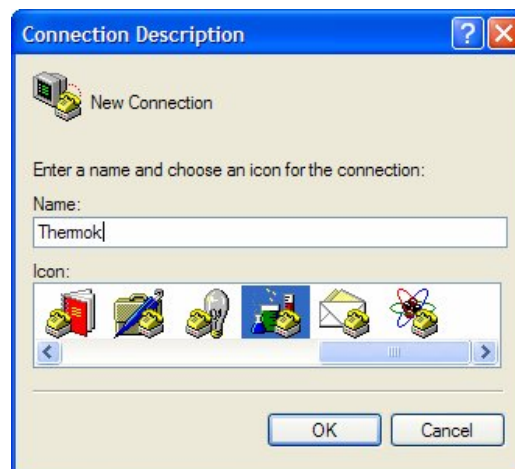 Connection Description
New Connection
Enter a name and choose an icon for the connection:
Name:
Thermok
Icon:
OK
Cancel